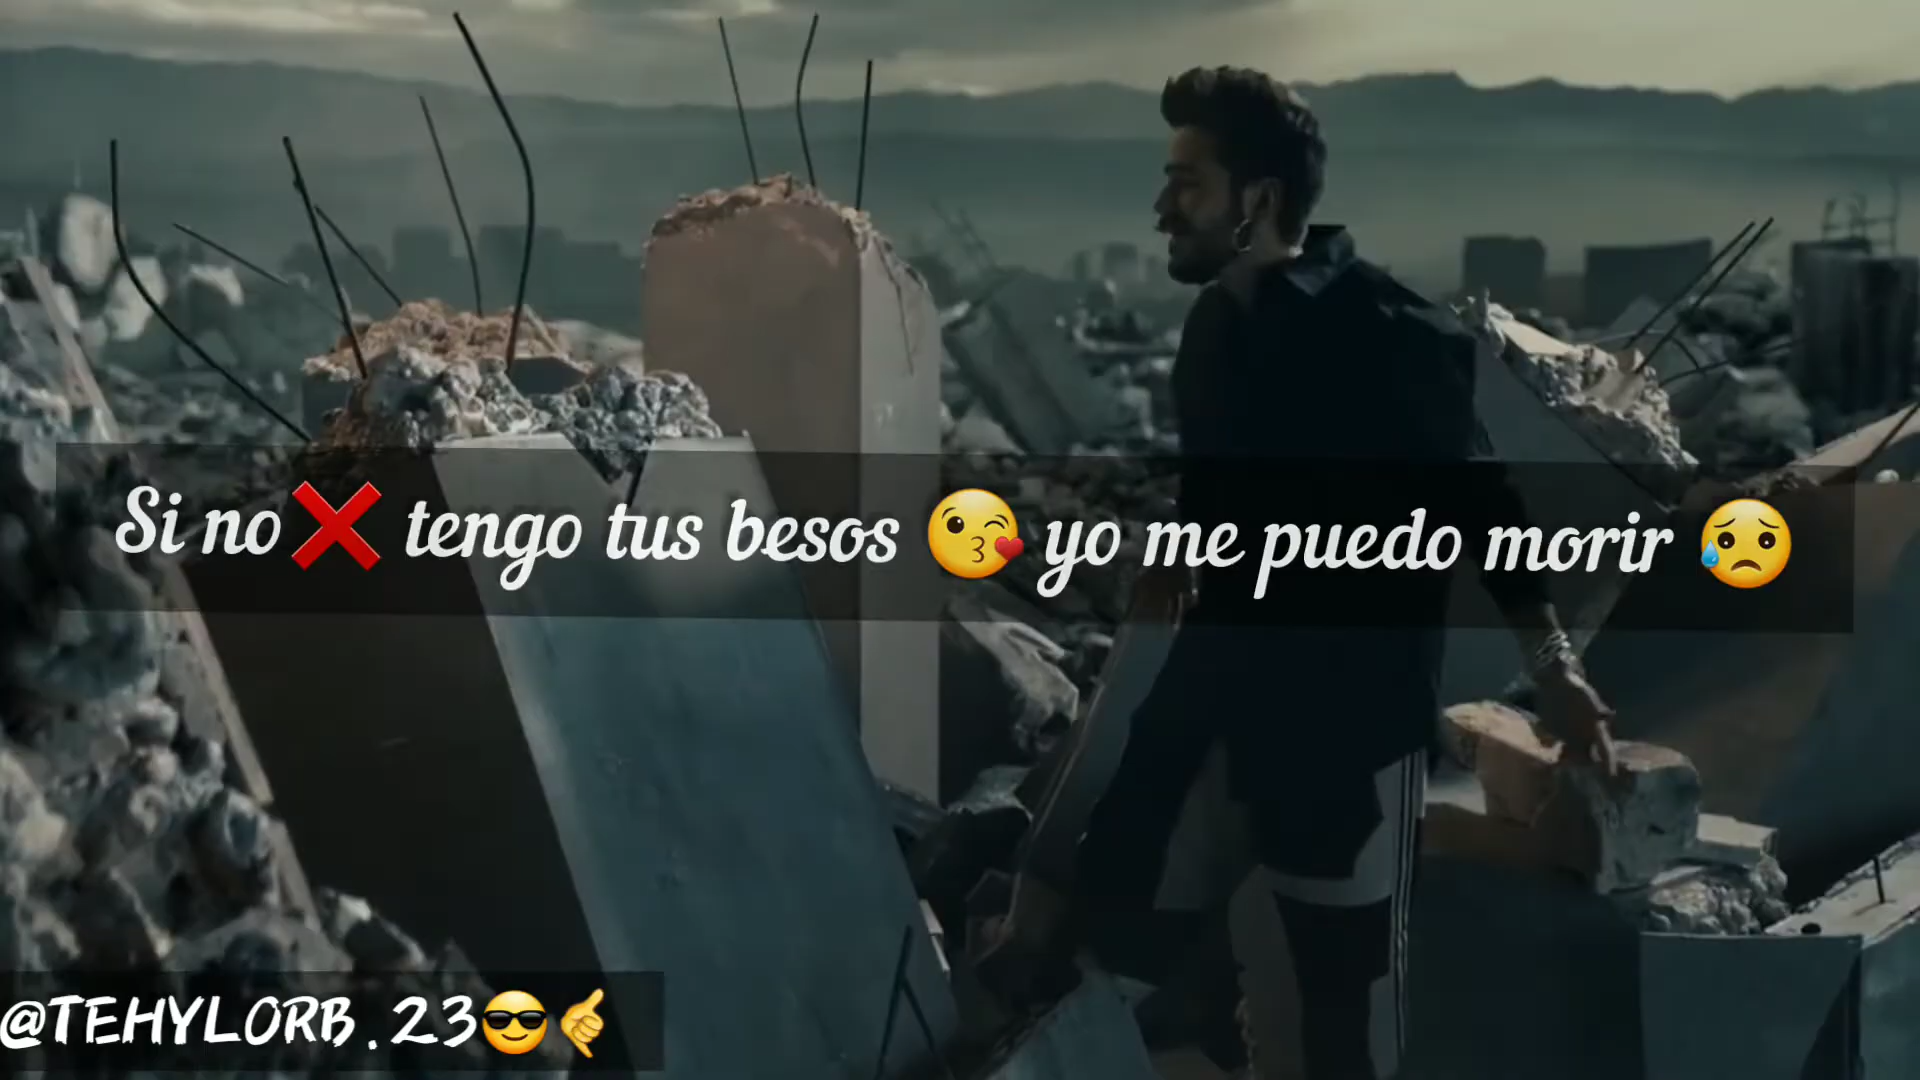 Si no❌ tengo tus besos 😘 yo me puedo morir 😥
@TEHYLORB.23😎🤙